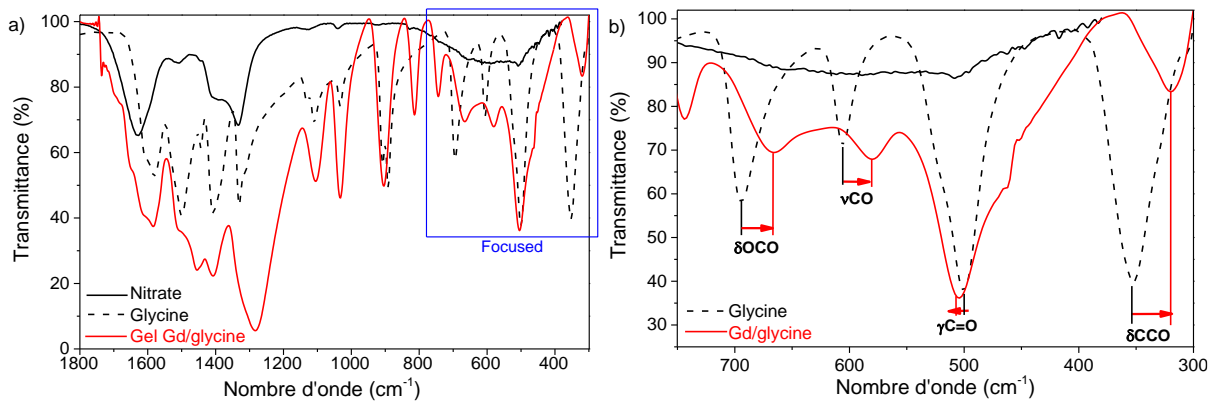 a)
Transmittance (%)
100
80
60
40
20
0
Focused
Nitrate
Glycine
Gel Gd/glycine
1800 1600 1400 1200 1000 800 600 400
Nombre d'onde (cm-1)
b)
Transmittance (%)
100
90
80
70
60
50
40
30
νCO
δOCO
γC=O
δCCO
Glycine
Gd/glycine
700 600 500 400 300
Nombre d'onde (cm-1)